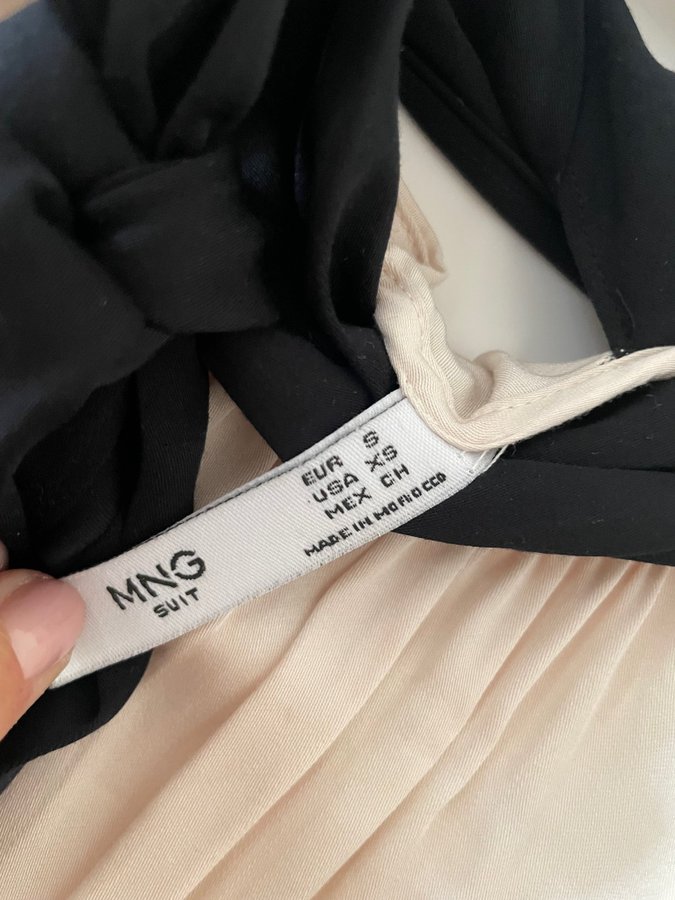 MNG
SUIT
EUR S
USA XS
MEX CH
MADE IN MOROCCO